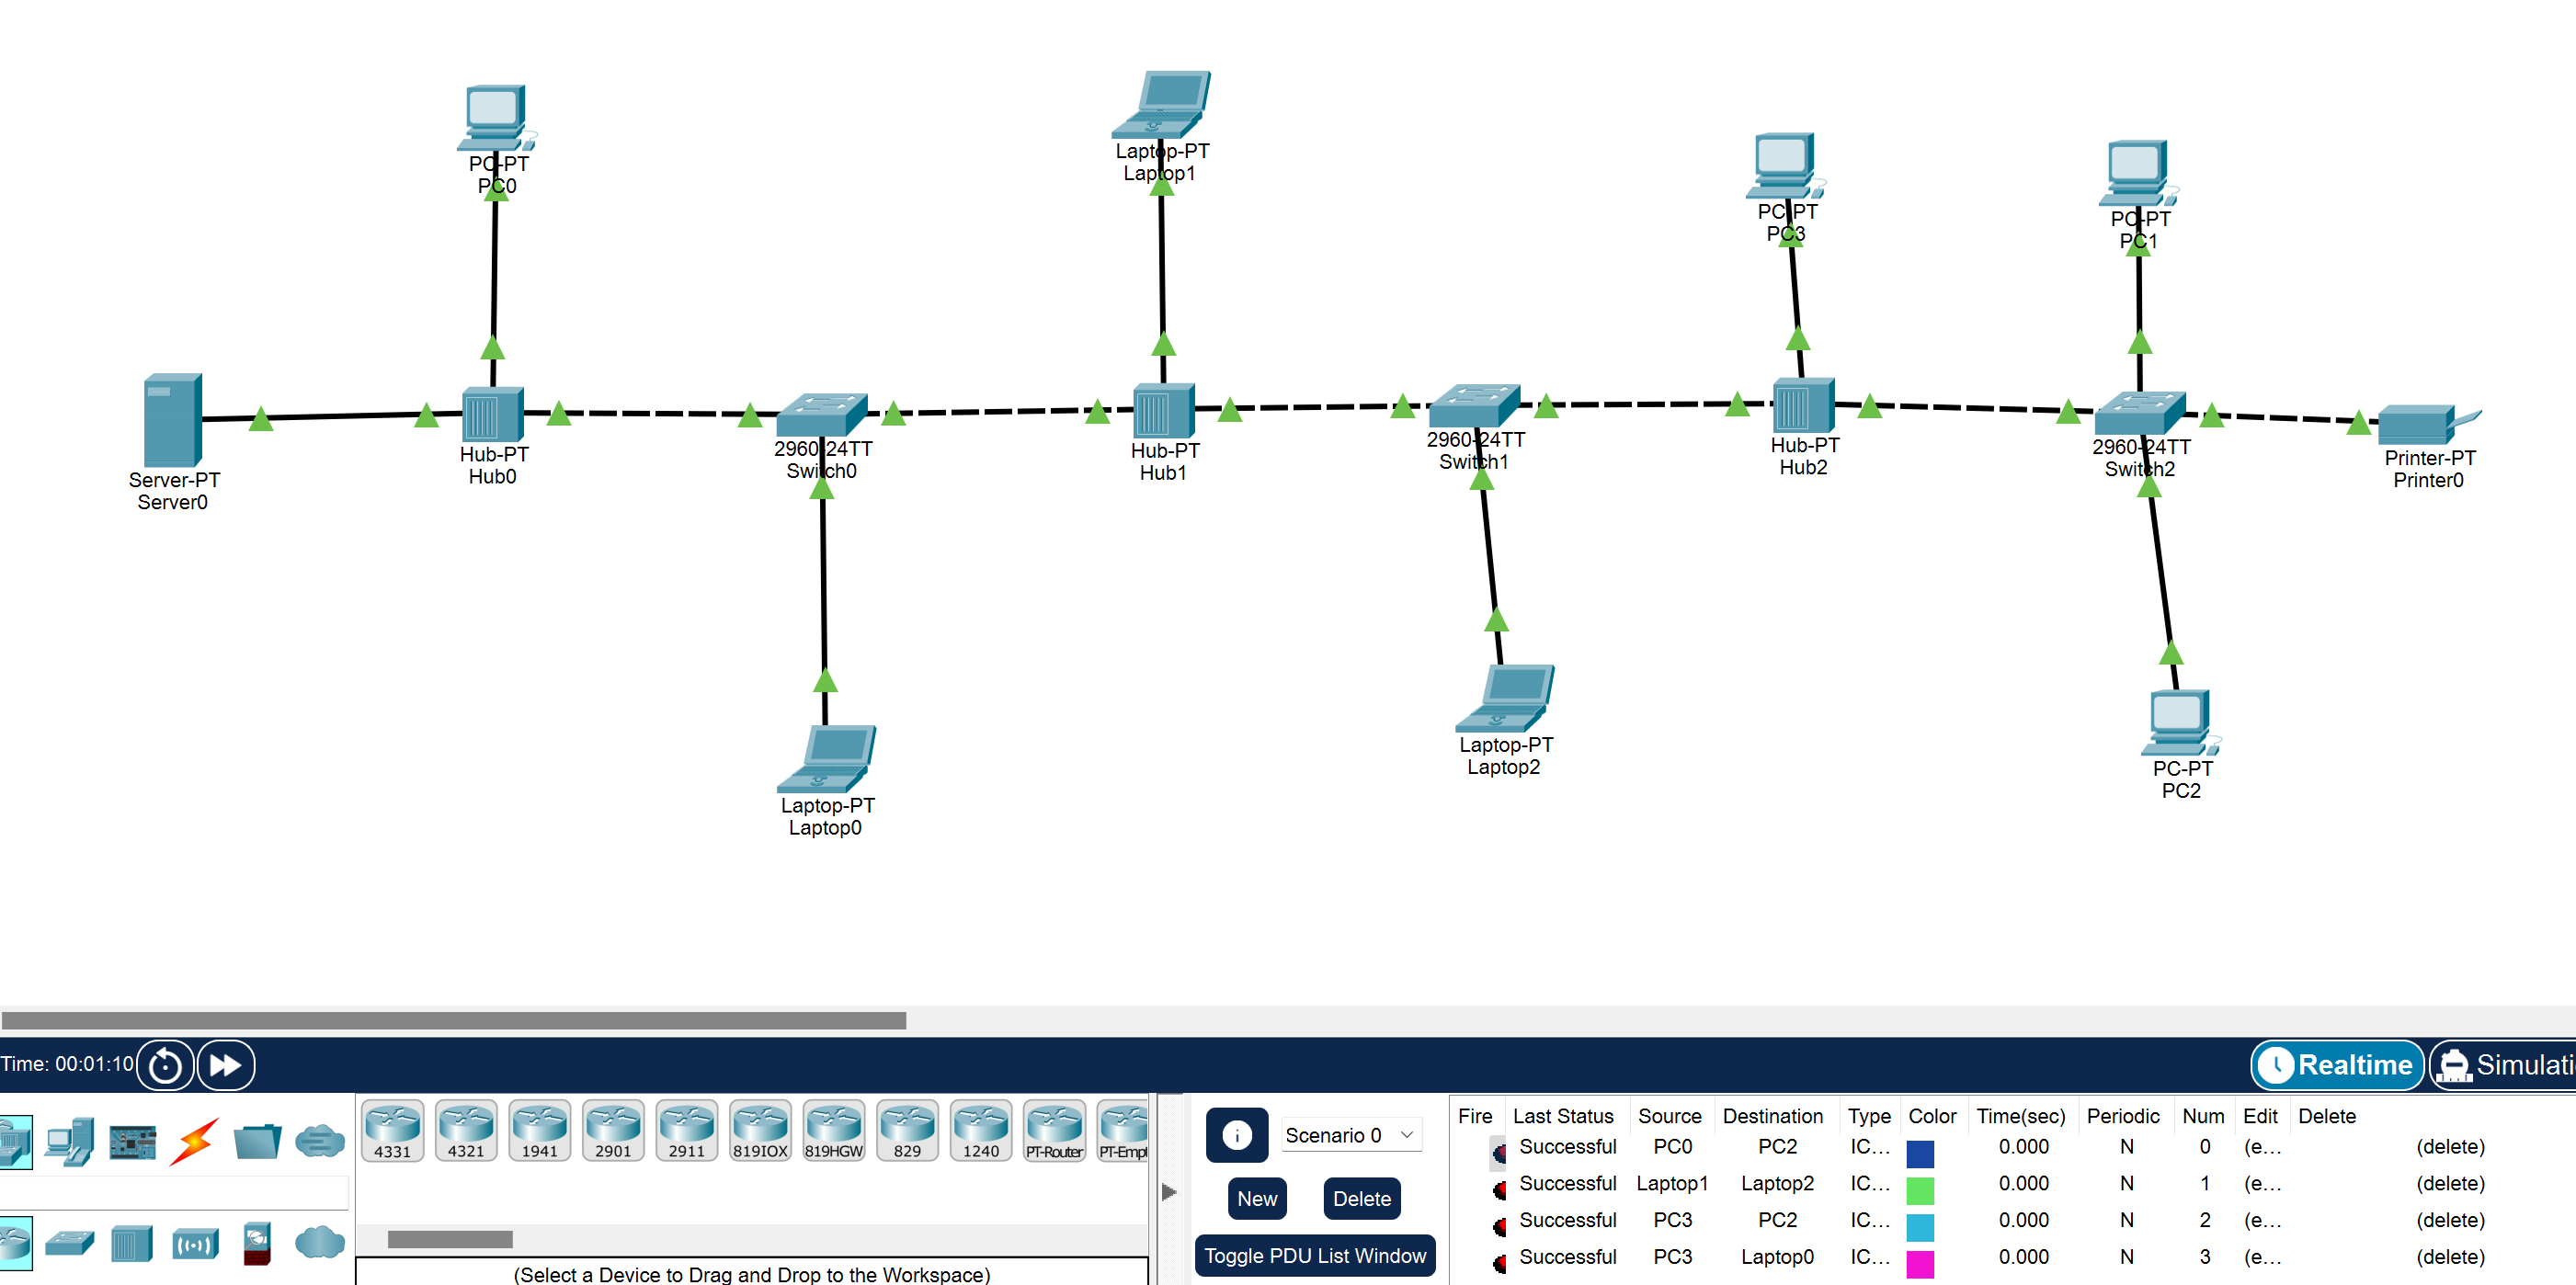 PC-PT
PC0
Laptop-PT
Laptop1
PC-PT
PC3
PC-PT
PC1
Server-PT
Server0
Hub-PT
Hub0
2960-24TT
Switch0
Hub-PT
Hub1
2960-24TT
Switch1
Hub-PT
Hub2
2960-24TT
Switch2
Printer-PT
Printer0
Laptop-PT
Laptop0
Laptop-PT
Laptop2
PC-PT
PC2
Time: 00:01:10
Realtime
Simulati
4331
4321
1941
2901
2911
819IOX
819HGW
829
1240
PT-Router
PT-Empt
(Select a Device to Drag and Drop to the Workspace)
Scenario 0
New
Delete
Toggle PDU List Window
Fire Last Status Source Destination Type Color Time(sec) Periodic Num Edit Delete
Successful PC0 PC2 IC... 0.000 N 0 (e... (delete)
Successful Laptop1 Laptop2 IC... 0.000 N 1 (e... (delete)
Successful PC3 PC2 IC... 0.000 N 2 (e... (delete)
Successful PC3 Laptop0 IC... 0.000 N 3 (e... (delete)